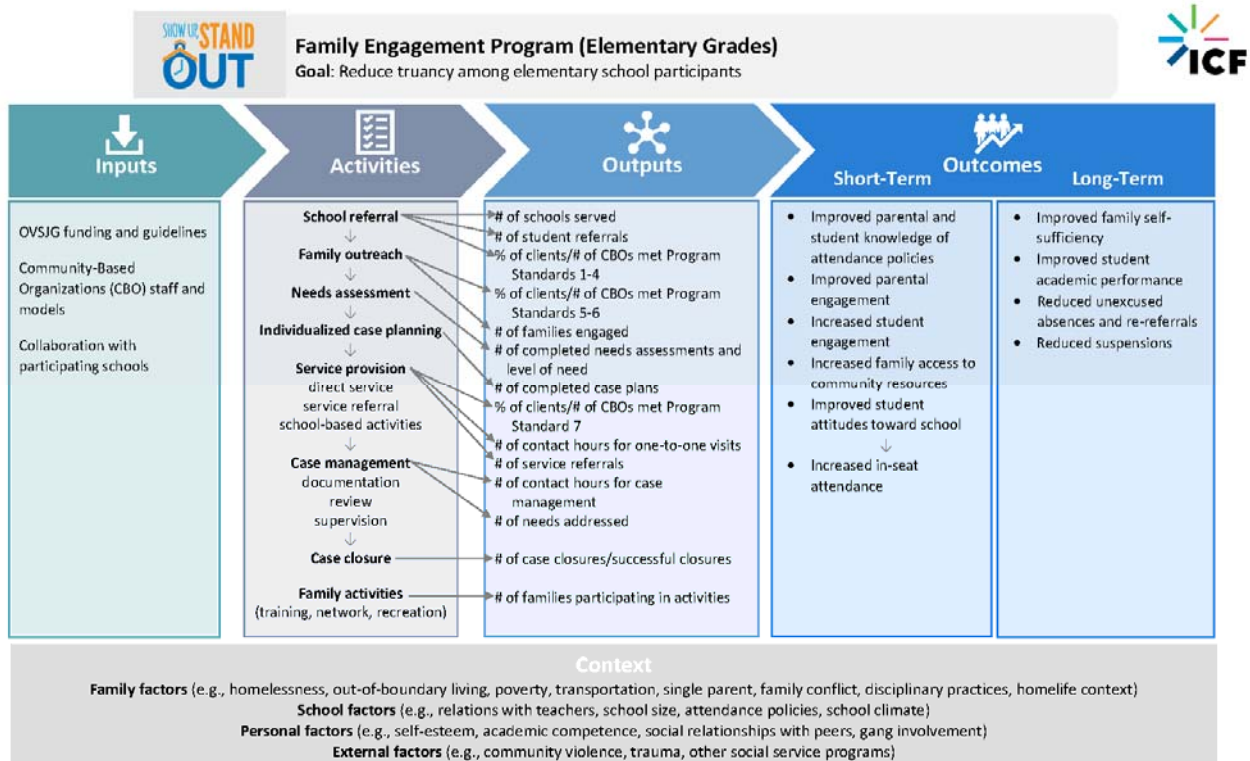 SHOW UP, STAND
OUT
Family Engagement Program (Elementary Grades)
Goal: Reduce truancy among elementary school participants
ICF
Inputs
Activities
Outputs
Outcomes
Short-Term
Long-Term
OVSJG funding and guidelines
Community-Based
Organizations (CBO) staff and
models
Collaboration with
participating schools
School referral
↓
Family outreach
↓
Needs assessment
↓
Individualized case planning
↓
Service provision
direct service
service referral
school-based activities
↓
Case management
documentation
review
supervision
↓
Case closure
Family activities
(training, network, recreation)
# of schools served
# of student referrals
% of clients/# of CBOs met Program
Standards 1-4
% of clients/# of CBOs met Program
Standards 5-6
# of families engaged
# of completed needs assessments and
level of need
# of completed case plans
% of clients/# of CBOs met Program
Standard 7
# of contact hours for one-to-one visits
# of service referrals
# of contact hours for case
management
# of needs addressed
# of case closures/successful closures
# of families participating in activities
• Improved parental and
student knowledge of
attendance policies
• Improved parental
engagement
• Increased student
engagement
• Increased family access to
community resources
• Improved student
attitudes toward school
↓
• Increased in-seat
attendance
• Improved family self-
sufficiency
• Improved student
academic performance
• Reduced unexcused
absences and re-referrals
• Reduced suspensions
Context
Family factors (e.g., homelessness, out-of-boundary living, poverty, transportation, single parent, family conflict, disciplinary practices, homelife context)
School factors (e.g., relations with teachers, school size, attendance policies, school climate)
Personal factors (e.g., self-esteem, academic competence, social relationships with peers, gang involvement)
External factors (e.g., community violence, trauma, other social service programs)